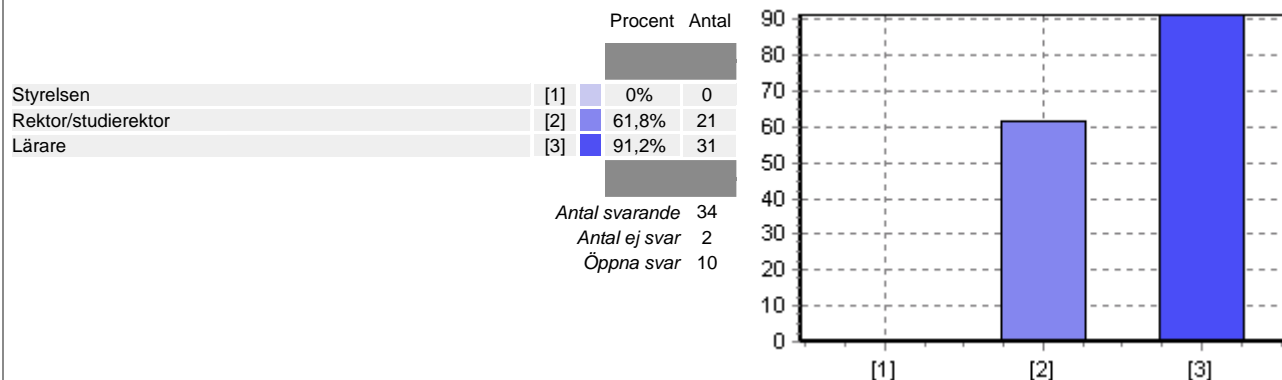 Procent Antal
Styrelsen [1] 0% 0
Rektor/studierektor [2] 61,8% 21
Lärare [3] 91,2% 31
Antal svarande 34
Antal ej svar 2
Öppna svar 10
90
80
70
60
50
40
30
20
10
0
[1] [2] [3]